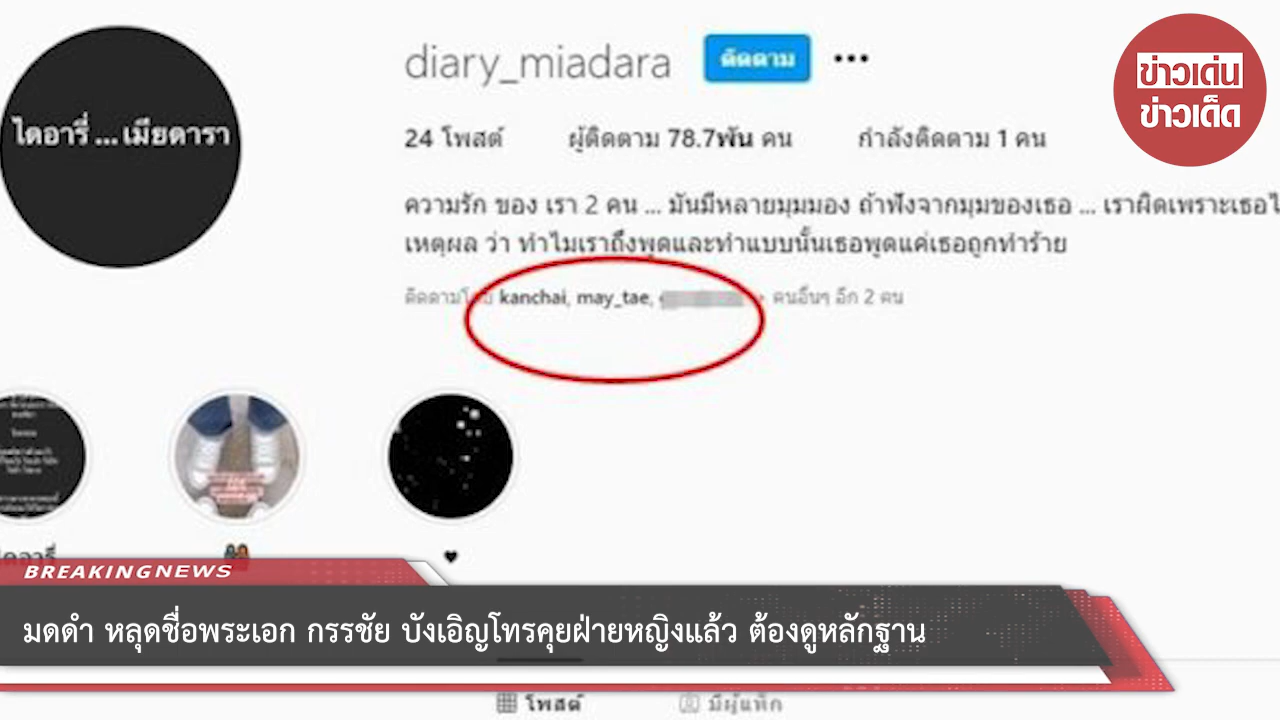 ไดอารี่ ... เมียดารา
diary_miadara
ติดตาม
24 โพสต์ ผู้ติดตาม 78.7พัน คน กำลังติดตาม 1 คน
ความรัก ของ เรา 2 คน ... มันมีหลายมุมมอง ถ้าฟังจากมุมของเธอ ... เราผิดเพราะเธอไ
เหตุผล ว่า ทำไมเราถึงพูดและทำแบบนั้นเธอพูดแค่เธอถูกทำร้าย
ติดตามโดย kanchai, may_tae, คนอื่นๆ อีก 2 คน
ข่าวเด่น
ข่าวเด็ด
BREAKINGNEWS
มดดำ หลุดชื่อพระเอก กรรชัย บังเอิญโทรคุยฝ่ายหญิงแล้ว ต้องดูหลักฐาน
โพสต์ มีผู้แท็ก